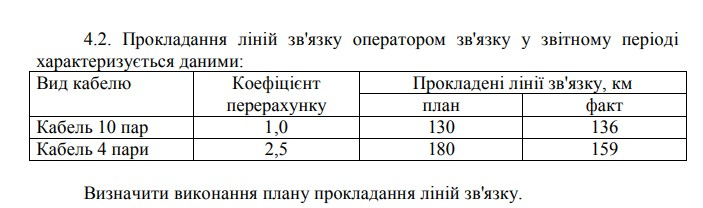 4.2. Прокладання ліній зв'язку оператором зв'язку у звітному періоді
характеризується даними:
Вид кабелю Коефіцієнт Прокладені лінії зв'язку, км
перерахунку план факт
Кабель 10 пар 1,0 130 136
Кабель 4 пари 2,5 180 159
Визначити виконання плану прокладання ліній зв'язку.